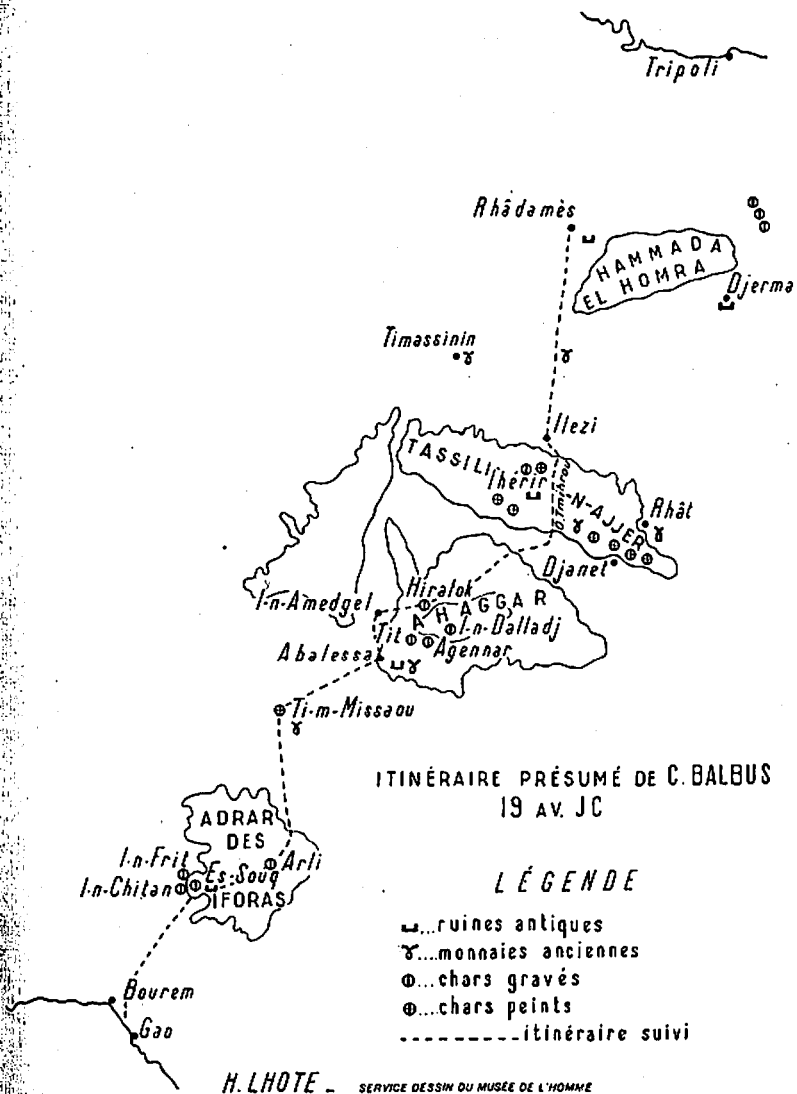 Tripoli
Rhâdamès
HAMMADA
EL HOMRA
Djerma
Timassinin
Ilezi
TASSILI
Ihérir
O.Imihrou
-N-AJJER
Rhât
Djanet
Hiralok
I-n-Amedgel
AHAGGAR
I-n-Dalladj
Tit
Agennar
Abalessa
Ti-m-Missaou
ITINÉRAIRE PRÉSUMÉ DE C. BALBUS
19 AV. JC
ADRAR
DES
IFORAS
Arli
I-n-Frit
Es-Souq
I-n-Chitan
LÉGENDE
...ruines antiques
....monnaies anciennes
...chars gravés
...chars peints
---------itinéraire suivi
Bourem
Gao
H. LHOTE _ SERVICE DESSIN DU MUSÉE DE L'HOMME